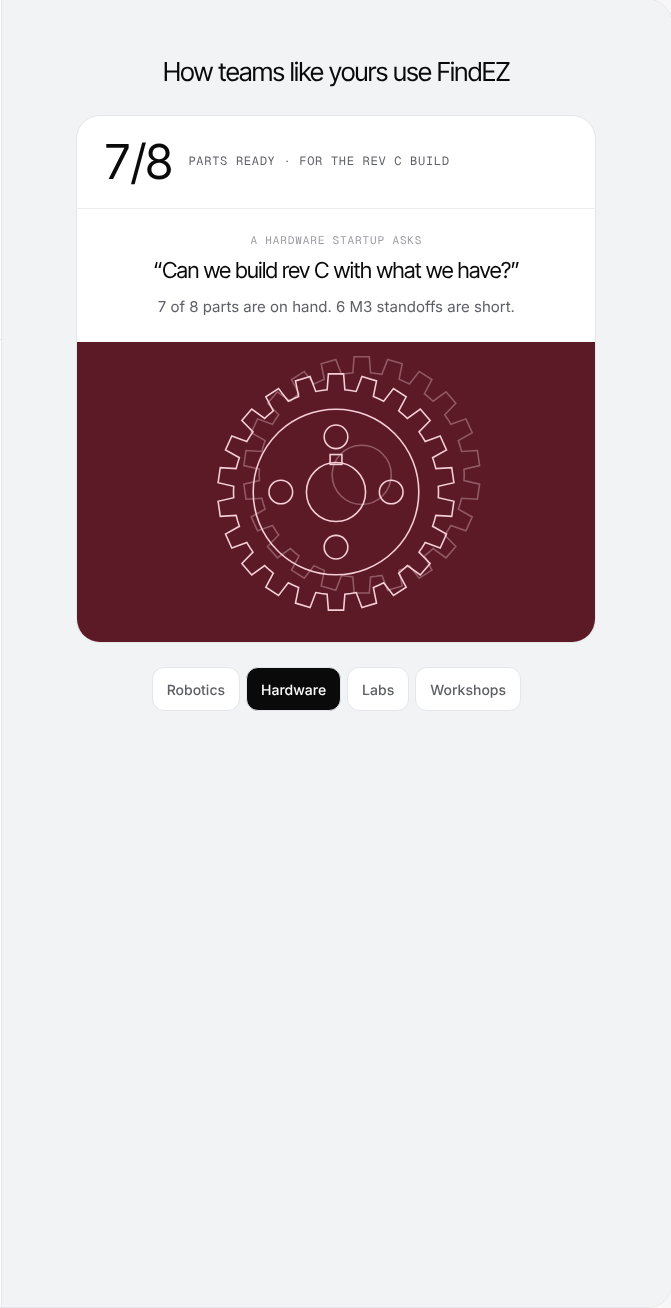 How teams like yours use FindEZ
7/8
PARTS READY · FOR THE REV C BUILD
A HARDWARE STARTUP ASKS
“Can we build rev C with what we have?”
7 of 8 parts are on hand. 6 M3 standoffs are short.
Robotics
Hardware
Labs
Workshops